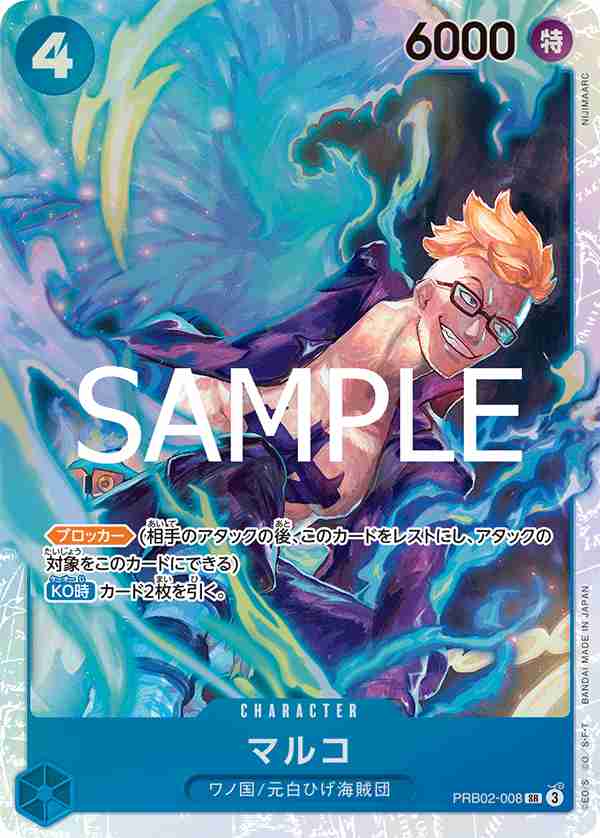 4
6000 特
NIJIMAARC
SAMPLE
ブロッカー (相手のアタックの後、このカードをレストにし、アタックの
対象をこのカードにできる)
KO時 カード2枚を引く。
CHARACTER
マルコ
ワノ国/元白ひげ海賊団
PRB02-008 SR 3
©E.O/S. ©O. S・F・T BANDAI MADE IN JAPAN